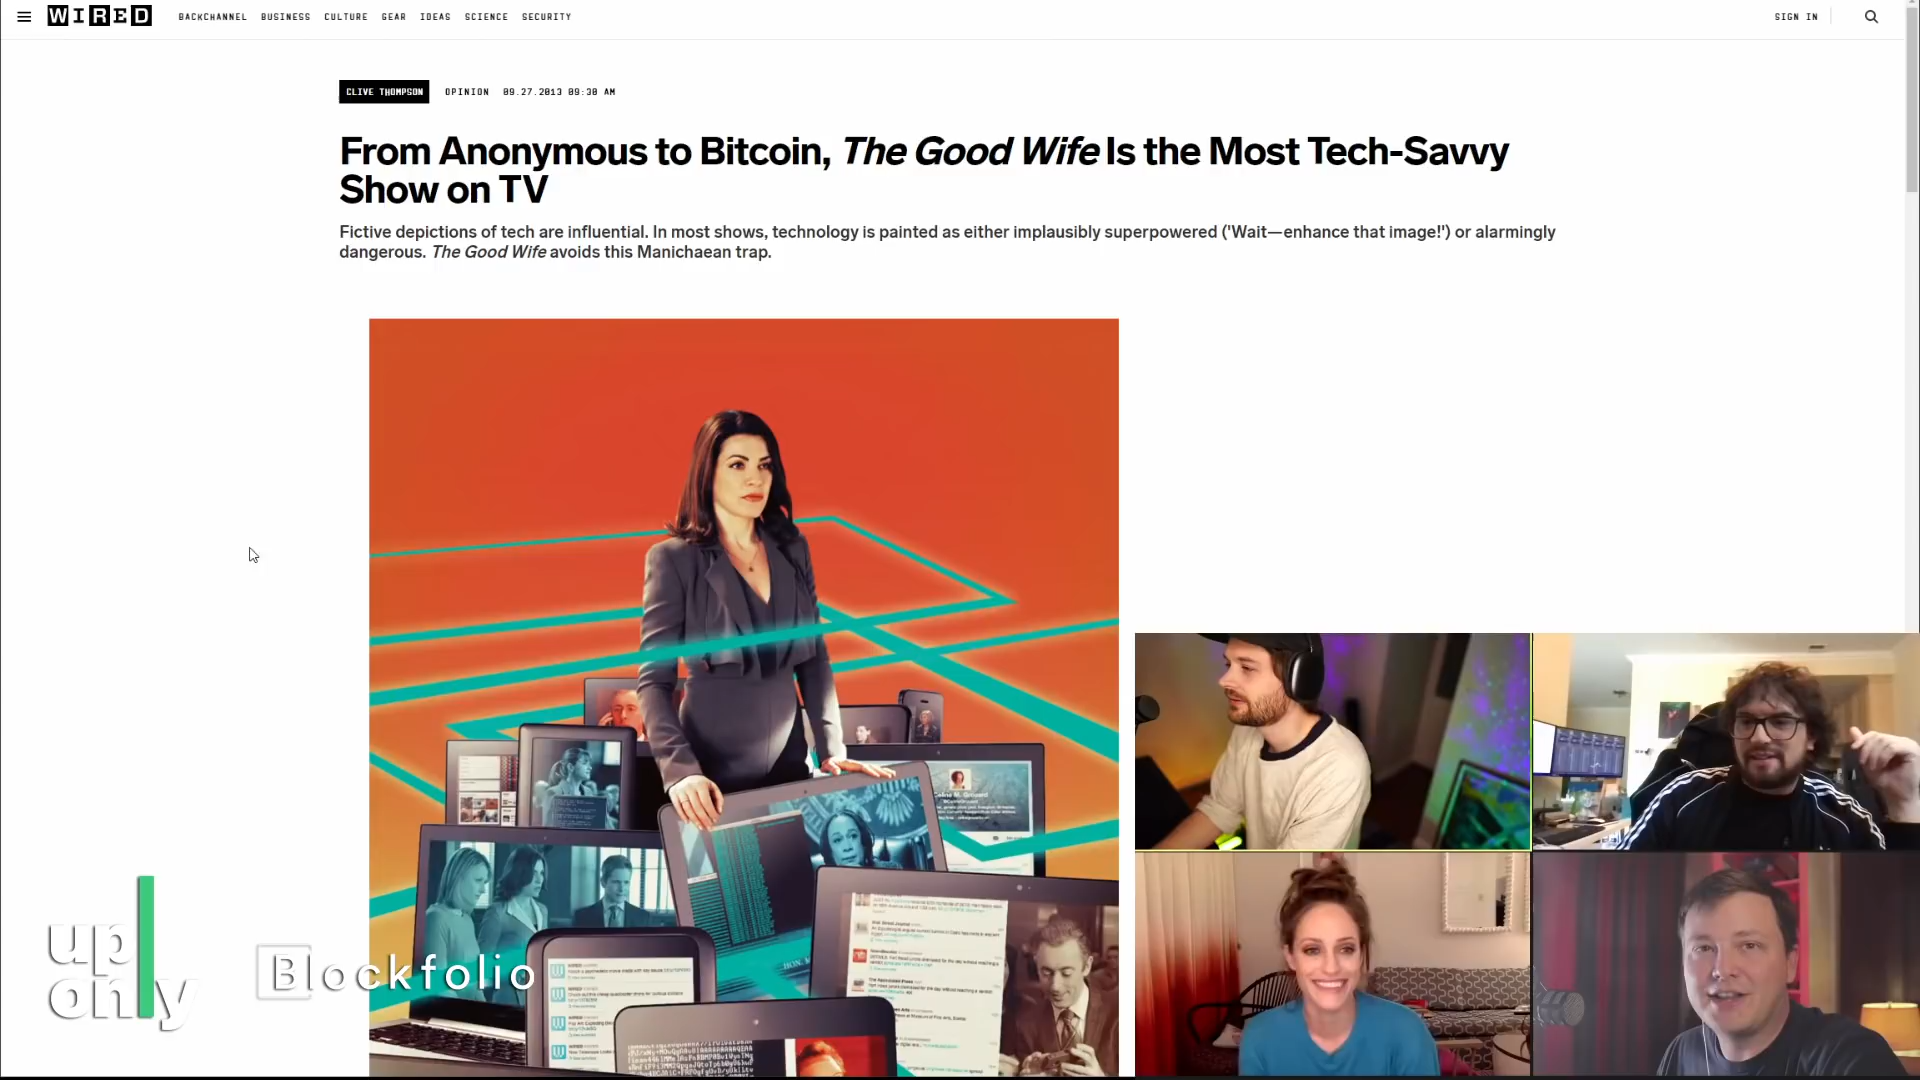 WIRED
BACKCHANNEL BUSINESS CULTURE GEAR IDEAS SCIENCE SECURITY
SIGN IN
CLIVE THOMPSON OPINION 09.27.2013 09:30 AM
From Anonymous to Bitcoin, The Good Wife Is the Most Tech-Savvy
Show on TV
Fictive depictions of tech are influential. In most shows, technology is painted as either implausibly superpowered ('Wait—enhance that image!') or alarmingly
dangerous. The Good Wife avoids this Manichaean trap.
up
only
Blockfolio